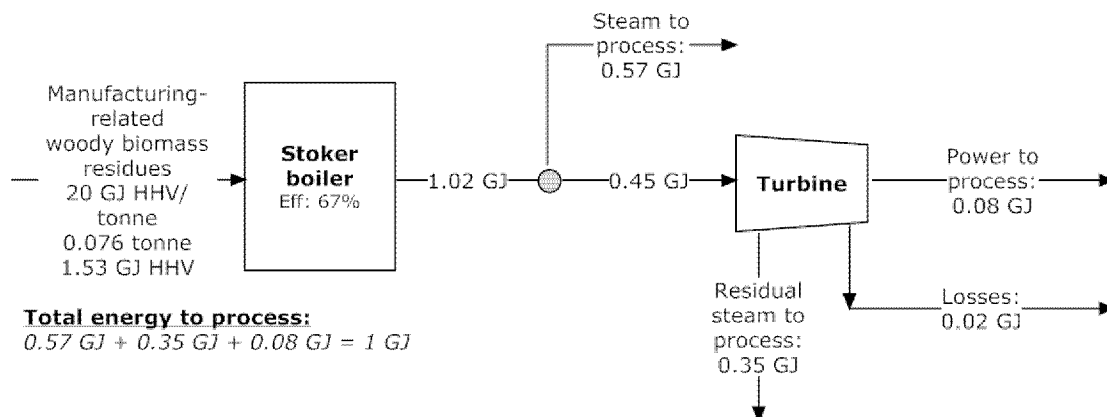 Steam to
process:
0.57 GJ
Manufacturing-
related
woody biomass
residues
20 GJ HHV/
tonne
0.076 tonne
1.53 GJ HHV
Stoker
boiler
Eff: 67%
1.02 GJ
0.45 GJ
Turbine
Power to
process:
0.08 GJ
Residual
steam to
process:
0.35 GJ
Losses:
0.02 GJ
Total energy to process:
0.57 GJ + 0.35 GJ + 0.08 GJ = 1 GJ